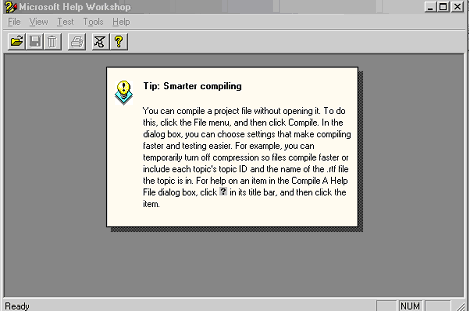 Microsoft Help Workshop
File View Test Tools Help
Tip: Smarter compiling
You can compile a project file without opening it. To do
this, click the File menu, and then click Compile. In the
dialog box, you can choose settings that make compiling
faster and testing easier. For example, you can
temporarily turn off compression so files compile faster or
include each topic's topic ID and the name of the .rtf file
the topic is in. For help on an item in the Compile A Help
File dialog box, click ? in its title bar, and then click the
item.
Ready NUM